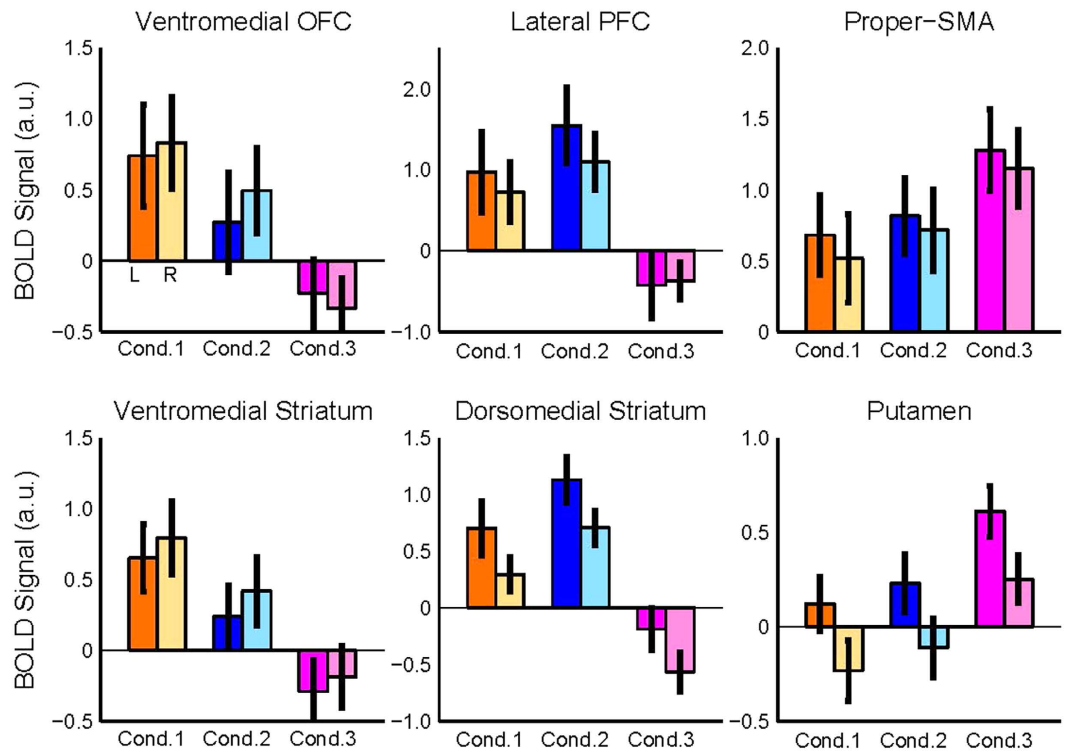 Ventromedial OFC
Lateral PFC
Proper−SMA
BOLD Signal (a.u.)
1.5
1.0
0.5
0
−0.5
L R
Cond.1 Cond.2 Cond.3
2.0
1.0
0
−1.0
Cond.1 Cond.2 Cond.3
2.0
1.5
1.0
0.5
0
Cond.1 Cond.2 Cond.3
Ventromedial Striatum
Dorsomedial Striatum
Putamen
BOLD Signal (a.u.)
1.5
1.0
0.5
0
−0.5
Cond.1 Cond.2 Cond.3
1.5
1.0
0.5
0
−0.5
−1.0
Cond.1 Cond.2 Cond.3
1.0
0.5
0
−0.5
Cond.1 Cond.2 Cond.3